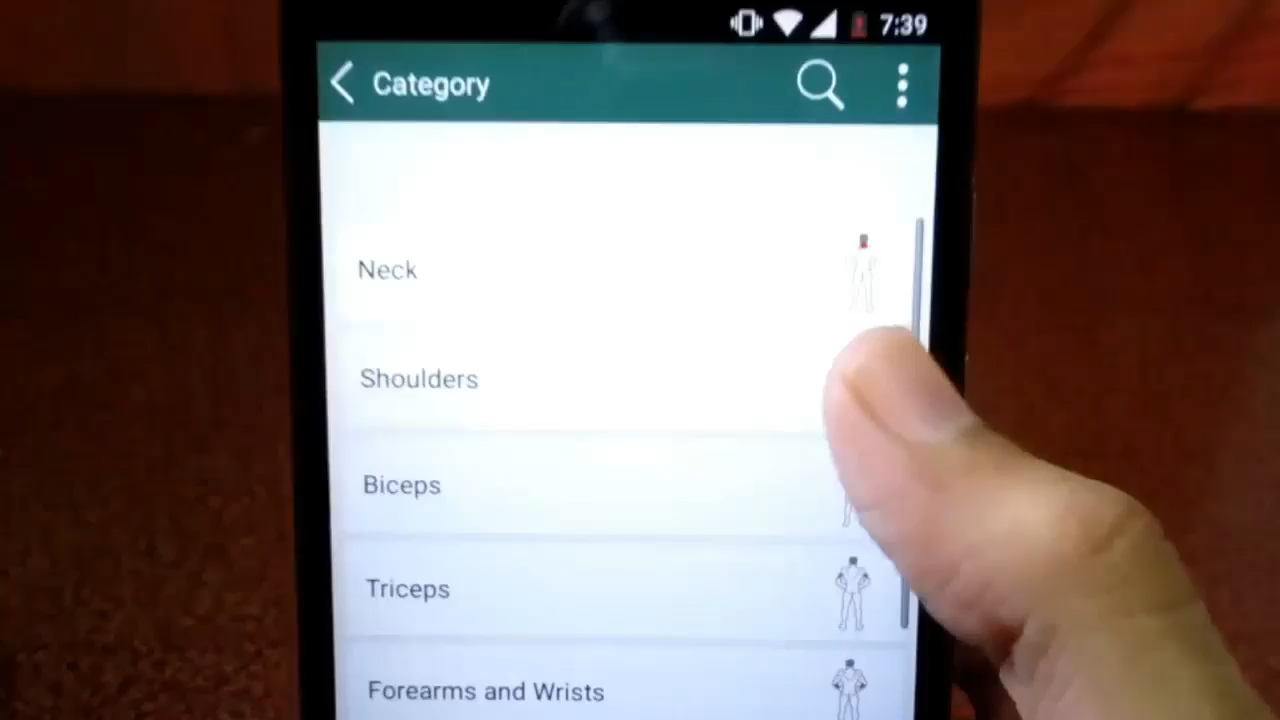 7:39
Category
Neck
Shoulders
Biceps
Triceps
Forearms and Wrists